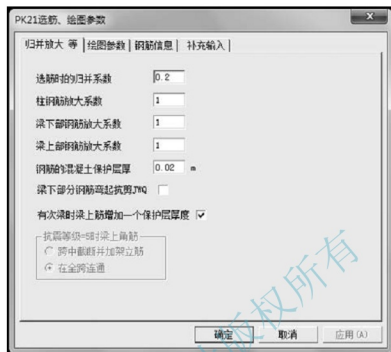 PK21选筋、绘图参数
归并放大 等 绘图参数 钢筋信息 补充输入
选筋时的归并系数 0.2
柱钢筋放大系数 1
梁下部钢筋放大系数 1
梁上部钢筋放大系数 1
钢筋的混凝土保护层厚 0.02 m
梁下部分钢筋弯起抗剪JWQ
有次梁时梁上筋增加一个保护层厚度
抗震等级=5时梁上角筋
跨中截断并加架立筋
在全跨连通
确定 取消 应用(A)
版权所有